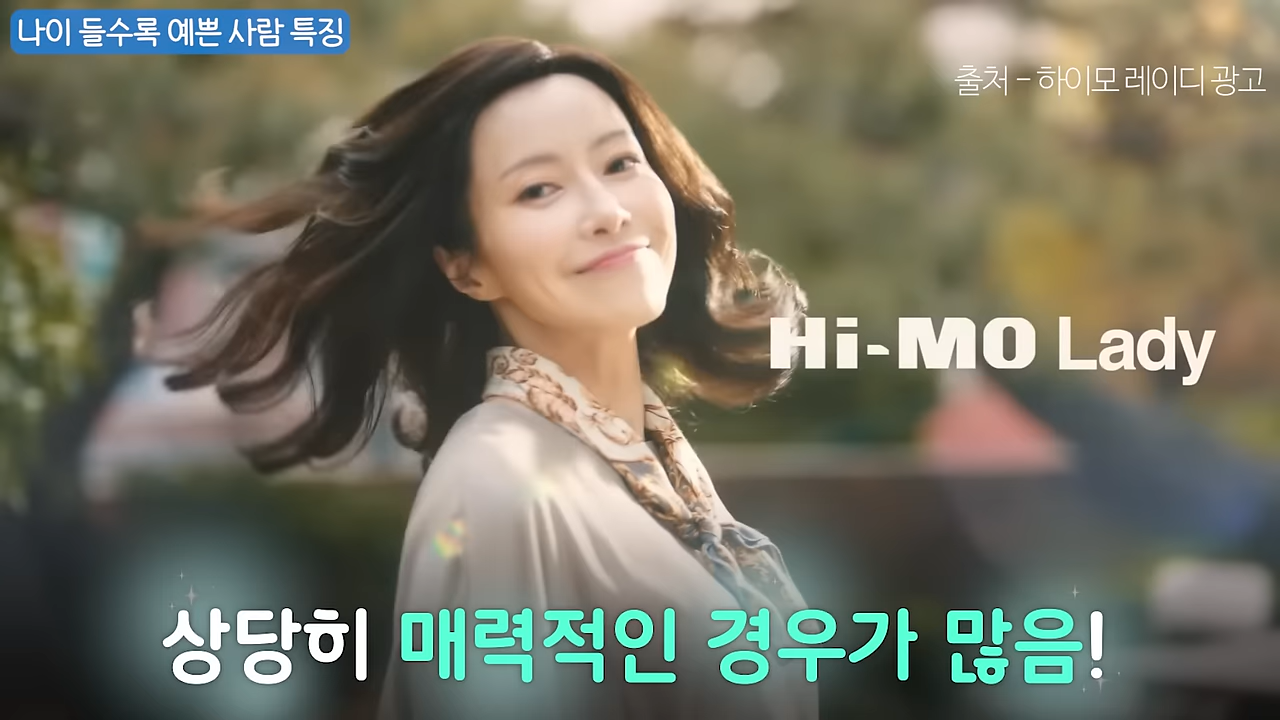 나이 들수록 예쁜 사람 특징
출처 - 하이모 레이디 광고
Hi-MO Lady
상당히 매력적인 경우가 많음!